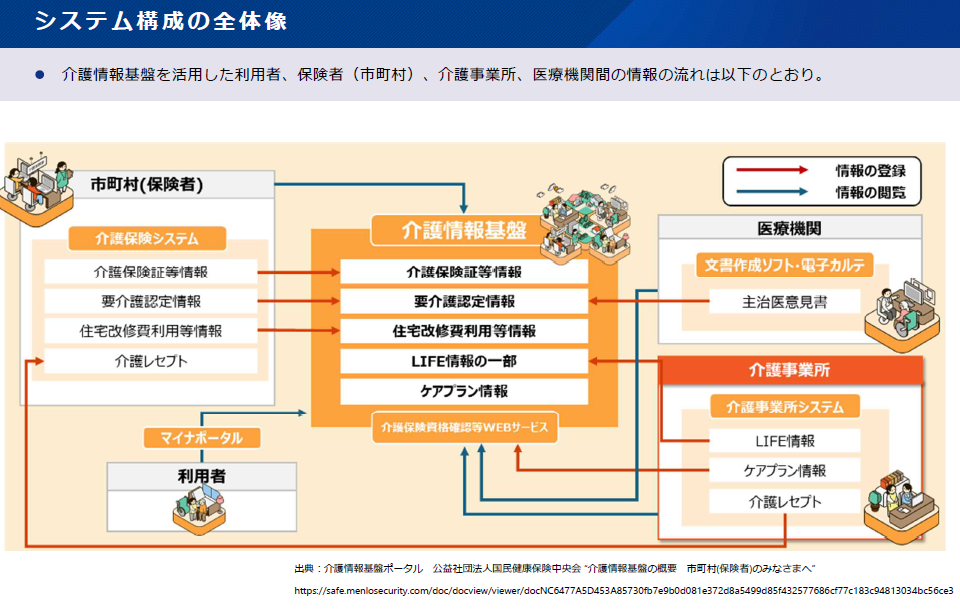 システム構成の全体像
● 介護情報基盤を活用した利用者、保険者（市町村）、介護事業所、医療機関間の情報の流れは以下のとおり。
情報の登録
情報の閲覧
市町村(保険者)
介護保険システム
介護保険証等情報
要介護認定情報
住宅改修費利用等情報
介護レセプト
マイナポータル
利用者
介護情報基盤
介護保険証等情報
要介護認定情報
住宅改修費利用等情報
LIFE情報の一部
ケアプラン情報
介護保険資格確認等WEBサービス
医療機関
文書作成ソフト・電子カルテ
主治医意見書
介護事業所
介護事業所システム
LIFE情報
ケアプラン情報
介護レセプト
出典：介護情報基盤ポータル　公益社団法人国民健康保険中央会 “介護情報基盤の概要　市町村(保険者)のみなさまへ”
https://safe.menlosecurity.com/doc/docview/viewer/docNC6477A5D453A85730fb7e9b0d081e372d8a5499d85f432577686cf77c183c94813034bc56ce3